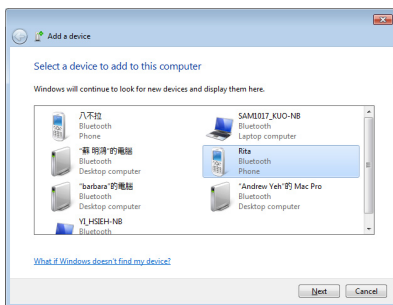 Add a device
Select a device to add to this computer
Windows will continue to look for new devices and display them here.
八不拉
Bluetooth
Phone
SAM1017_KUO-NB
Bluetooth
Laptop computer
"蘇 明鴻"的電腦
Bluetooth
Desktop computer
Rita
Bluetooth
Phone
"barbara"的電腦
Bluetooth
Desktop computer
"Andrew Yeh"的 Mac Pro
Bluetooth
Desktop computer
YI_HSIEH-NB
Bluetooth
What if Windows doesn't find my device?
Next
Cancel